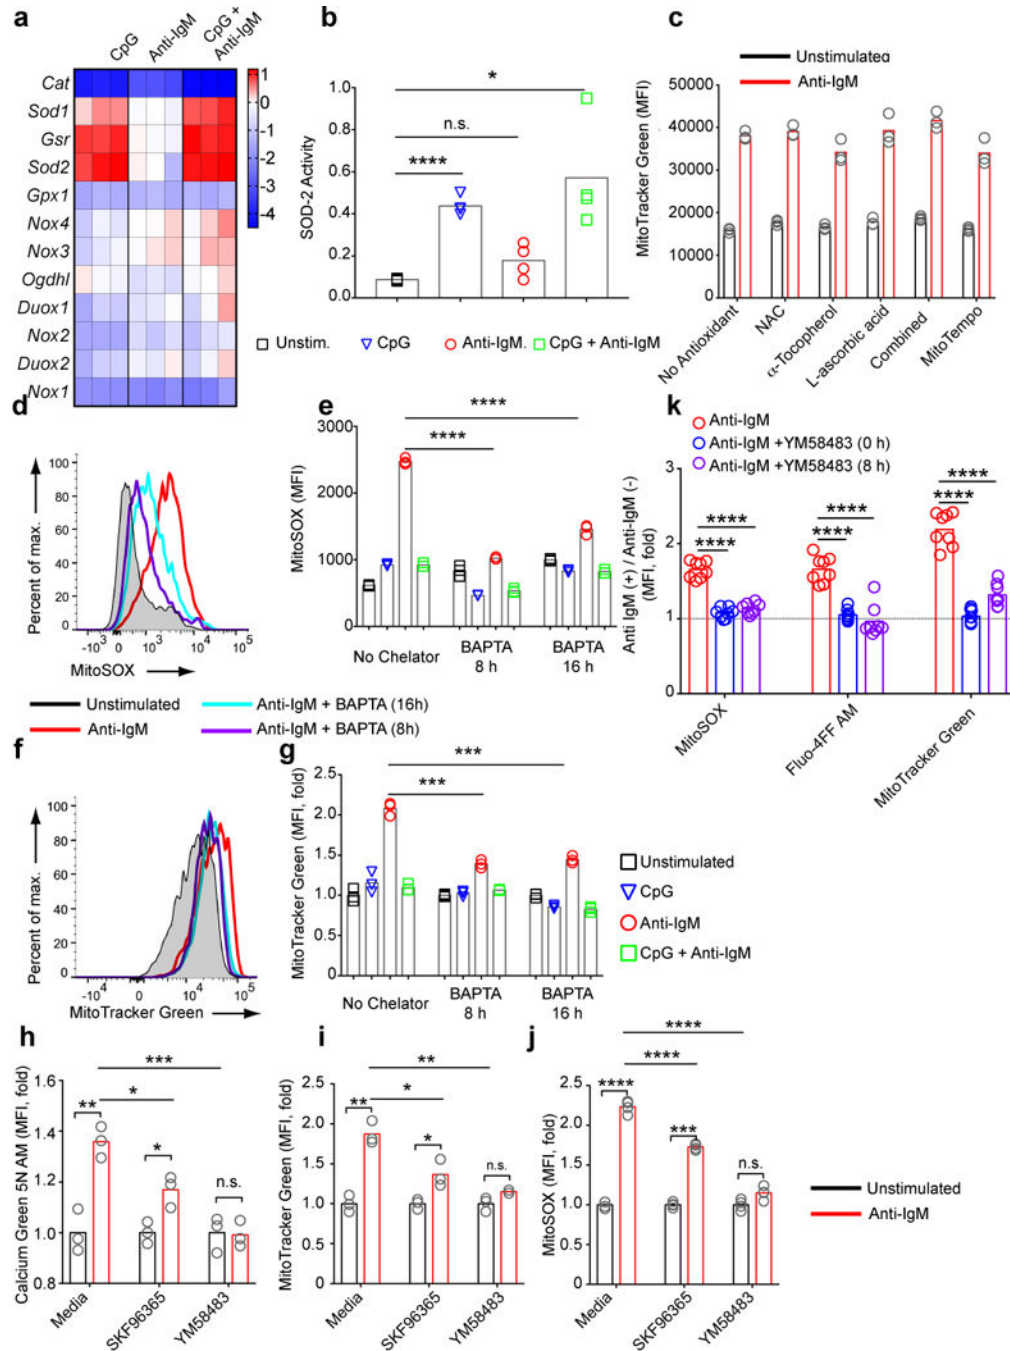 a
CpG
Anti-IgM
CpG +
Anti-IgM
Cat
Sod1
Gsr
Sod2
Gpx1
Nox4
Nox3
Ogdhl
Duox1
Nox2
Duox2
Nox1
1
0
-1
-2
-3
-4
b
SOD-2 Activity
1.0
0.8
0.6
0.4
0.2
0.0
*
n.s.
****
Unstim.
CpG
Anti-IgM.
CpG + Anti-IgM
c
Unstimulated
Anti-IgM
MitoTracker Green (MFI)
50000
40000
30000
20000
10000
0
No Antioxidant
NAC
α-Tocopherol
L-ascorbic acid
Combined
MitoTempo
d
Percent of max.
100
80
60
40
20
0
-10³
0
10³
10⁴
10⁵
MitoSOX
Unstimulated
Anti-IgM
Anti-IgM + BAPTA (16h)
Anti-IgM + BAPTA (8h)
e
MitoSOX (MFI)
3000
2000
1000
0
****
****
No Chelator
BAPTA
8 h
BAPTA
16 h
k
Anti-IgM
Anti-IgM +YM58483 (0 h)
Anti-IgM +YM58483 (8 h)
Anti IgM (+) / Anti-IgM (-)
(MFI, fold)
3
2
1
0
****
****
****
****
****
****
MitoSOX
Fluo-4FF AM
MitoTracker Green
f
Percent of max.
100
80
60
40
20
0
-10⁴
0
10⁴
10⁵
MitoTracker Green
g
MitoTracker Green (MFI, fold)
2.5
2.0
1.5
1.0
0.5
0
***
***
No Chelator
BAPTA
8 h
BAPTA
16 h
Unstimulated
CpG
Anti-IgM
CpG + Anti-IgM
h
Calcium Green 5N AM (MFI, fold)
1.6
1.4
1.2
1.0
0.8
***
*
**
*
n.s.
Media
SKF96365
YM58483
i
MitoTracker Green (MFI, fold)
2.5
2.0
1.5
1.0
0.5
0
**
*
**
*
n.s.
Media
SKF96365
YM58483
j
MitoSOX (MFI, fold)
2.5
2.0
1.5
1.0
0.5
0
****
****
****
***
n.s.
Media
SKF96365
YM58483
Unstimulated
Anti-IgM